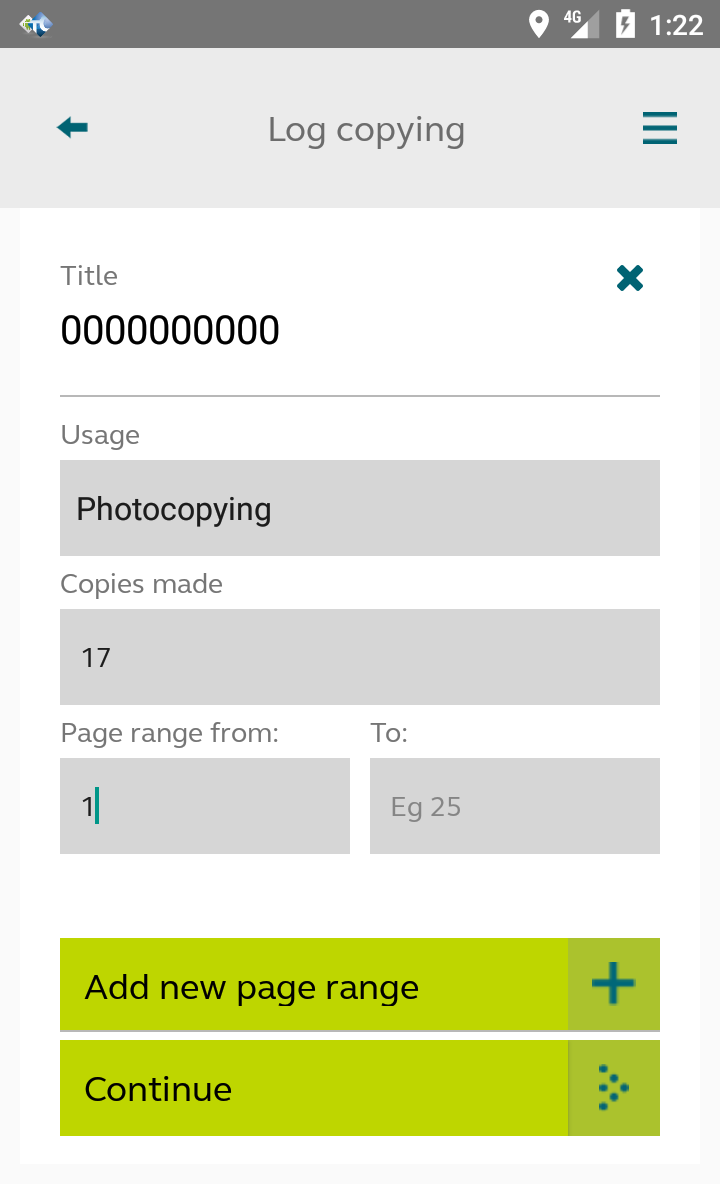 4G 1:22
Log copying
Title
0000000000
Usage
Photocopying
Copies made
17
Page range from: To:
1 Eg 25
Add new page range
Continue